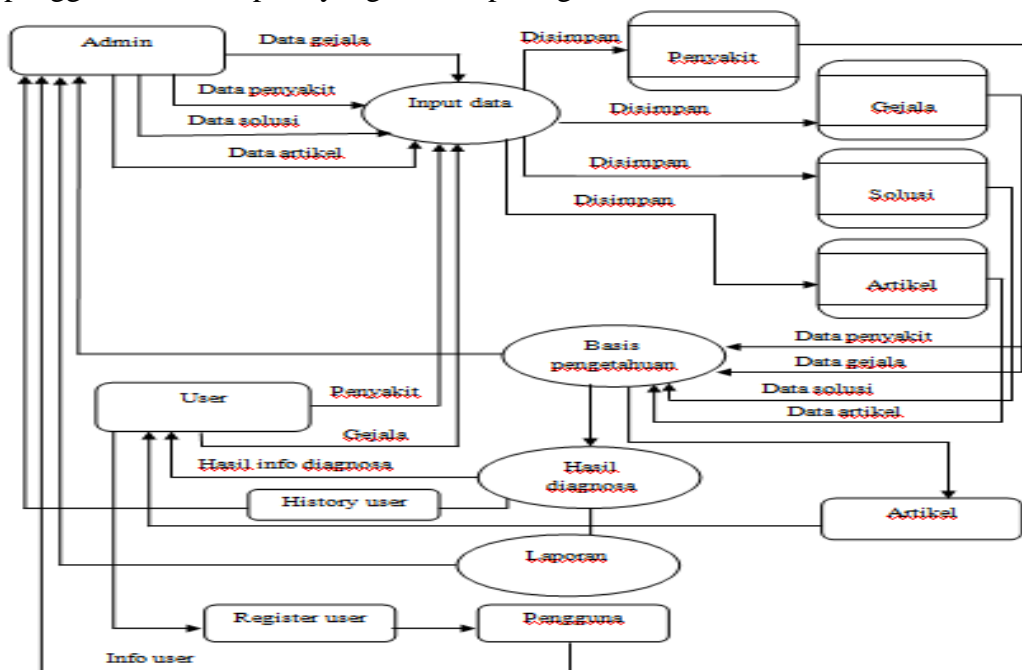 Admin
Data gejala
Disimpan
Penyakit
Data penyakit
Input data
Disimpan
Gejala
Data solusi
Data artikel
Disimpan
Solusi
Disimpan
Artikel
Basis
pengetahuan
Data penyakit
Data gejala
User
Penyakit
Data solusi
Data artikel
Gejala
Hasil info diagnosa
Hasil
diagnosa
History user
Artikel
Laporan
Register user
Pengguna
Info user